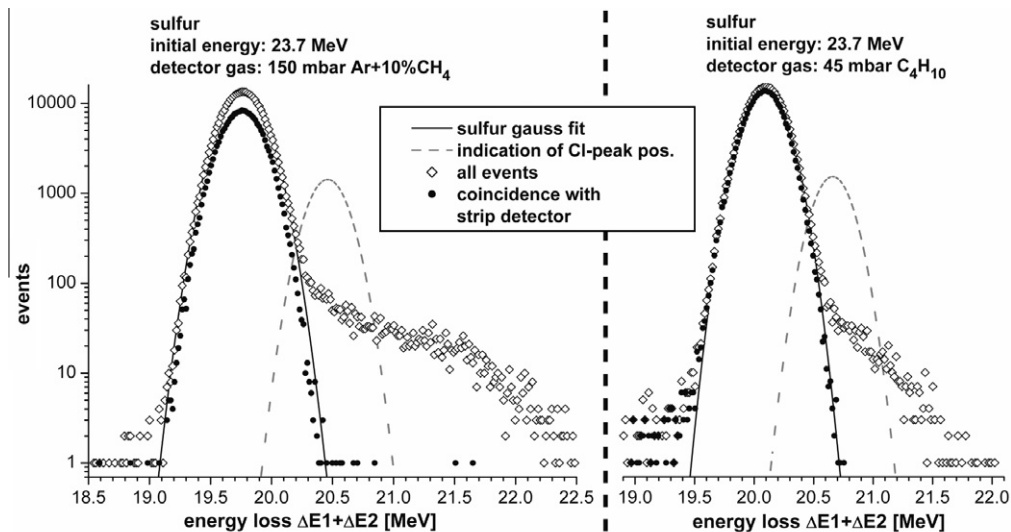 sulfur
initial energy: 23.7 MeV
detector gas: 150 mbar Ar+10%CH₄
sulfur
initial energy: 23.7 MeV
detector gas: 45 mbar C₄H₁₀
sulfur gauss fit
indication of Cl-peak pos.
all events
coincidence with
strip detector
events
10000
1000
100
10
1
18.5 19.0 19.5 20.0 20.5 21.0 21.5 22.0 22.5
19.0 19.5 20.0 20.5 21.0 21.5 22.0
energy loss ΔE1+ΔE2 [MeV]
energy loss ΔE1+ΔE2 [MeV]